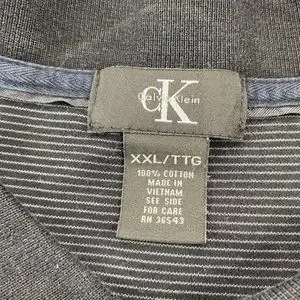 cK
Calvin Klein
XXL/TTG
100% COTTON
MADE IN
VIETNAM
SEE SIDE
FOR CARE
RN 36543